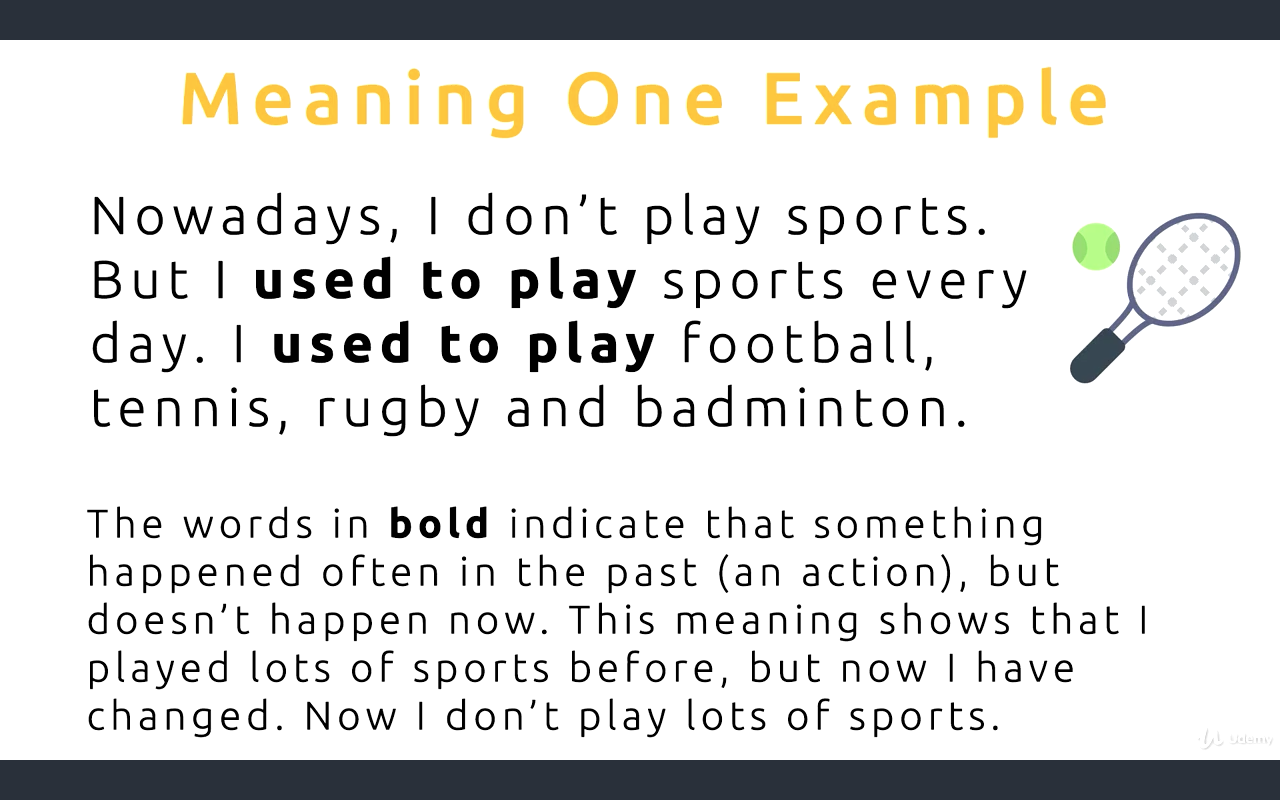 Meaning One Example
Nowadays, I don’t play sports.
But I used to play sports every
day. I used to play football,
tennis, rugby and badminton.
The words in bold indicate that something
happened often in the past (an action), but
doesn’t happen now. This meaning shows that I
played lots of sports before, but now I have
changed. Now I don’t play lots of sports.
Udemy